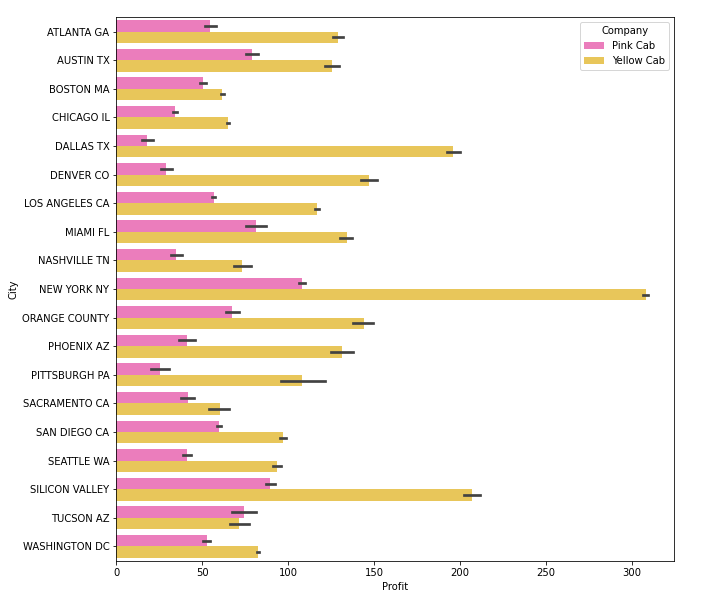 Company
Pink Cab
Yellow Cab
City
ATLANTA GA
AUSTIN TX
BOSTON MA
CHICAGO IL
DALLAS TX
DENVER CO
LOS ANGELES CA
MIAMI FL
NASHVILLE TN
NEW YORK NY
ORANGE COUNTY
PHOENIX AZ
PITTSBURGH PA
SACRAMENTO CA
SAN DIEGO CA
SEATTLE WA
SILICON VALLEY
TUCSON AZ
WASHINGTON DC
0 50 100 150 200 250 300
Profit